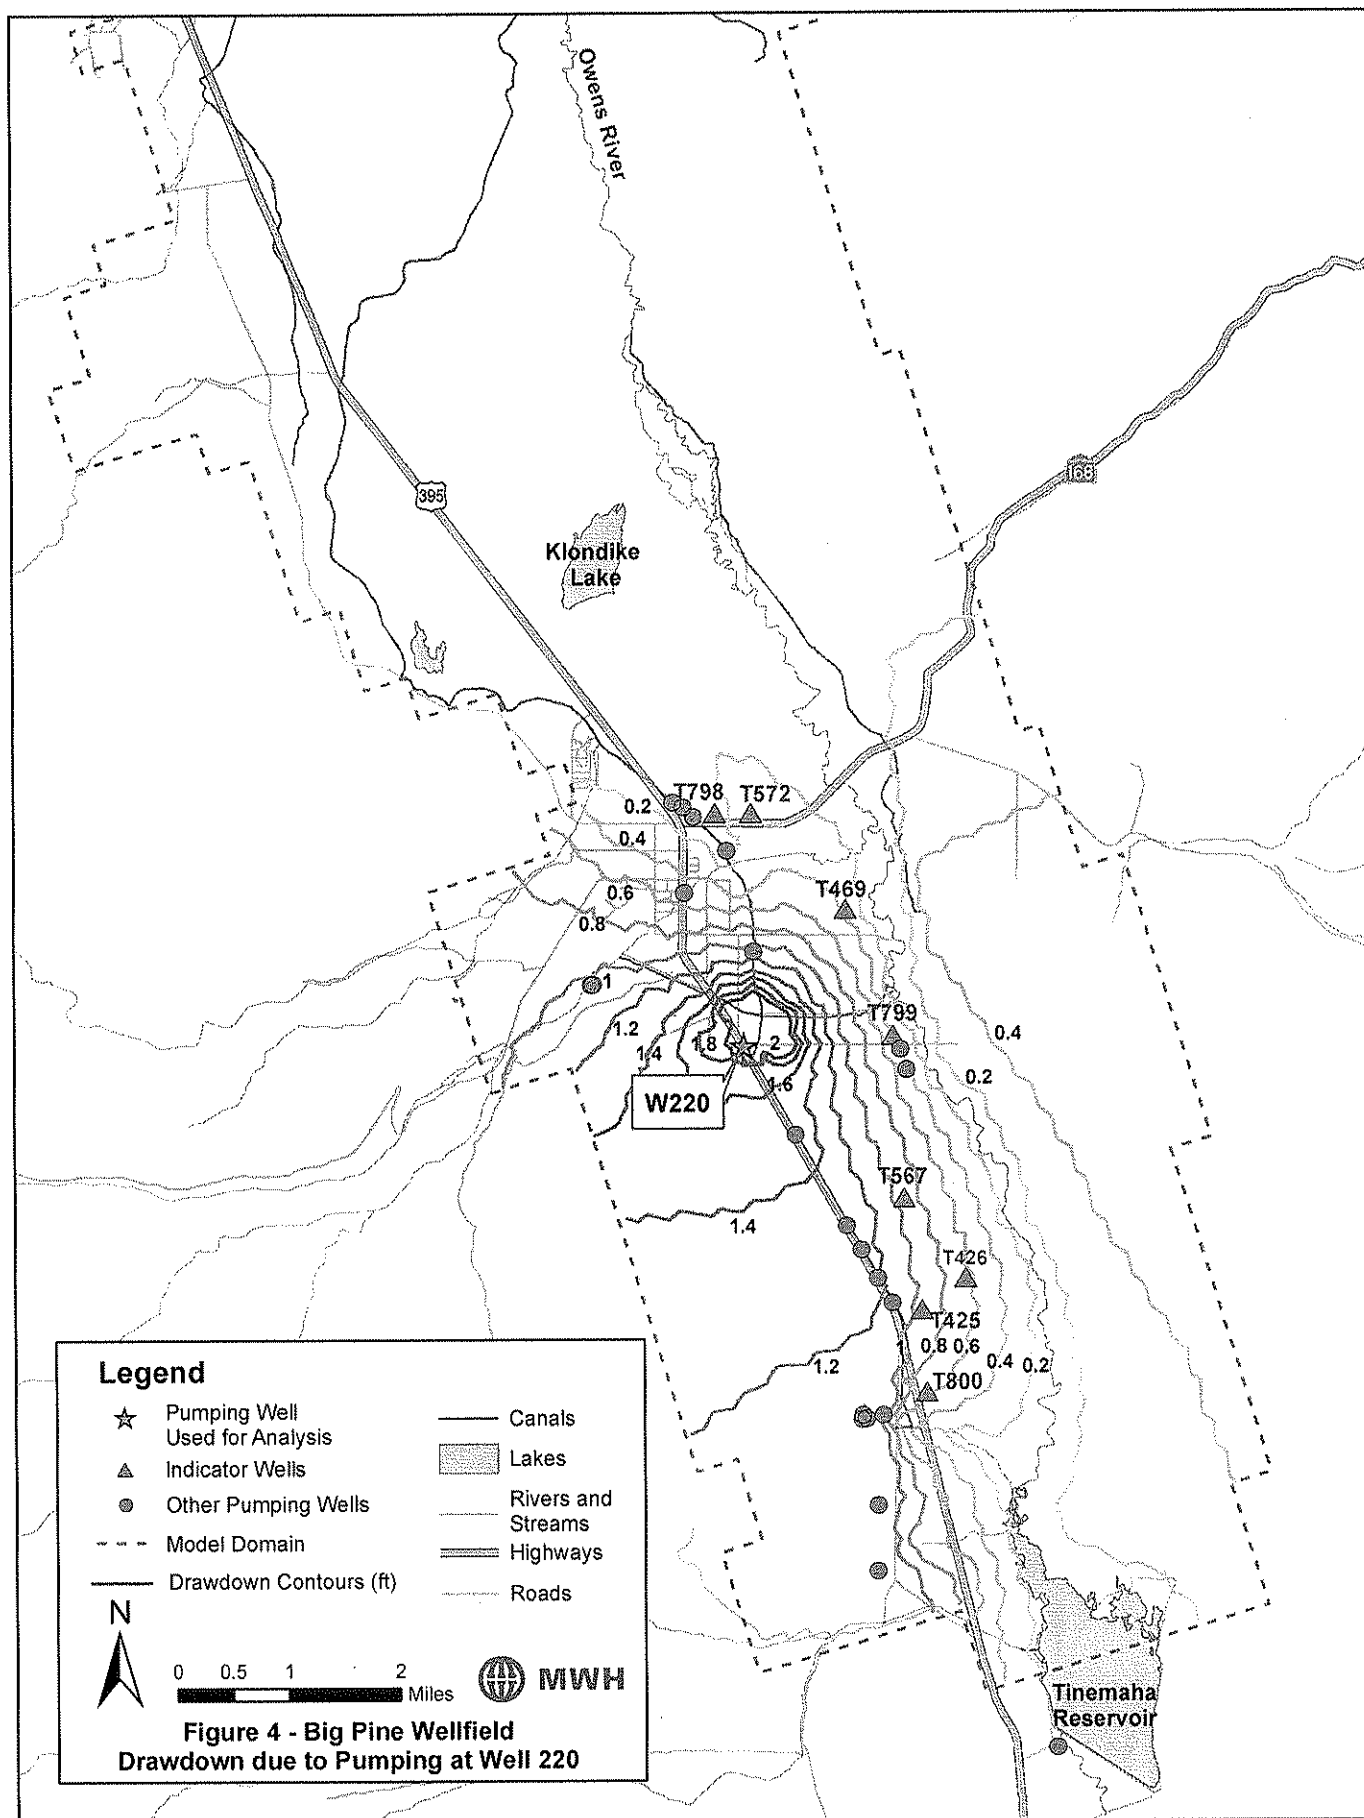 Owens River
168
395
Klondike
Lake
T798
T572
0.2
0.4
T469
0.6
0.8
1
T799
0.4
1.2
1.8
2
1.4
0.2
1.6
W220
T567
1.4
T426
T425
1
0.8
0.6
1.2
0.4
0.2
T800
Legend
Pumping Well
Used for Analysis
Indicator Wells
Other Pumping Wells
Model Domain
Drawdown Contours (ft)
Canals
Lakes
Rivers and
Streams
Highways
Roads
N
0 0.5 1 2
Miles
MWH
Figure 4 - Big Pine Wellfield
Drawdown due to Pumping at Well 220
Tinemaha
Reservoir